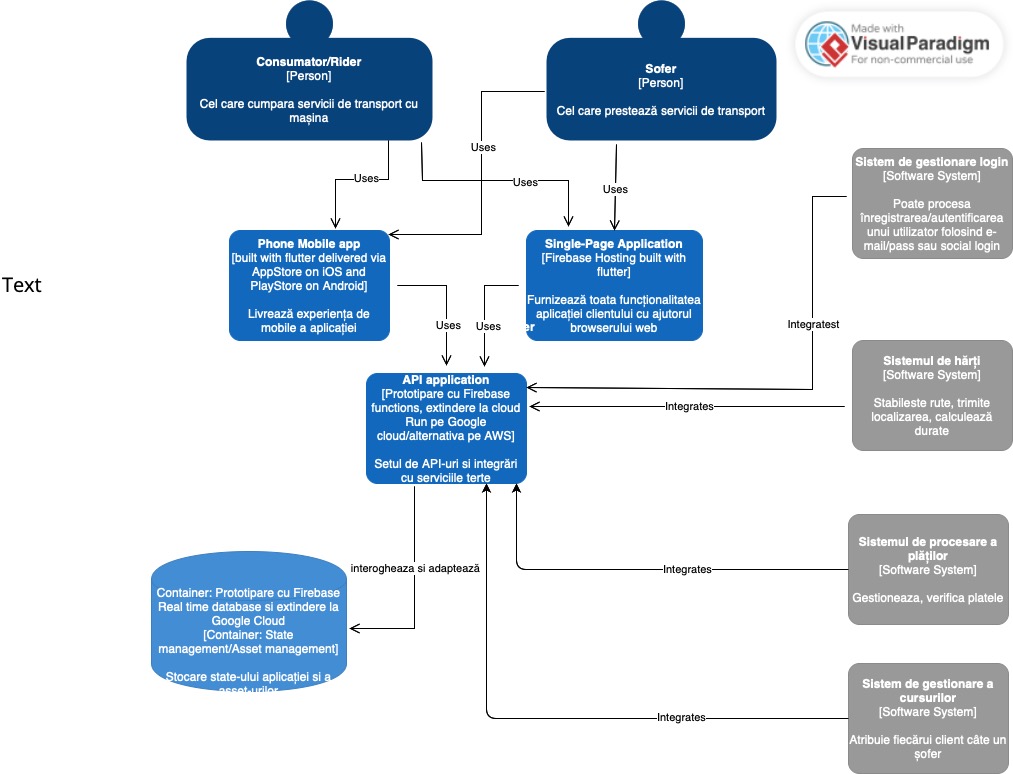 Made with
Visual Paradigm
For non-commercial use
Consumator/Rider
[Person]
Cel care cumpara servicii de transport cu
mașina
Sofer
[Person]
Cel care prestează servicii de transport
Uses
Uses
Uses
Uses
Sistem de gestionare login
[Software System]
Poate procesa
înregistrarea/autentificarea
unui utilizator folosind e-
mail/pass sau social login
Phone Mobile app
[built with flutter delivered via
AppStore on iOS and
PlayStore on Android]
Livrează experiența de
mobile a aplicației
Single-Page Application
[Firebase Hosting built with
flutter]
Furnizează toata funcționalitatea
aplicației clientului cu ajutorul
browserului web
er
Text
Uses
Uses
Integratest
Sistemul de hărți
[Software System]
Stabileste rute, trimite
localizarea, calculează
durate
API application
[Prototipare cu Firebase
functions, extindere la cloud
Run pe Google
cloud/alternativa pe AWS]
Setul de API-uri si integrări
cu serviciile terte
Integrates
Sistemul de procesare a
plăților
[Software System]
Gestioneaza, verifica platele
Integrates
interogheaza si adaptează
Container: Prototipare cu Firebase
Real time database si extindere la
Google Cloud
[Container: State
management/Asset management]
Stocare state-ului aplicației si a
asset-urilor
Sistem de gestionare a
cursurilor
[Software System]
Atribuie fiecărui client câte un
șofer
Integrates